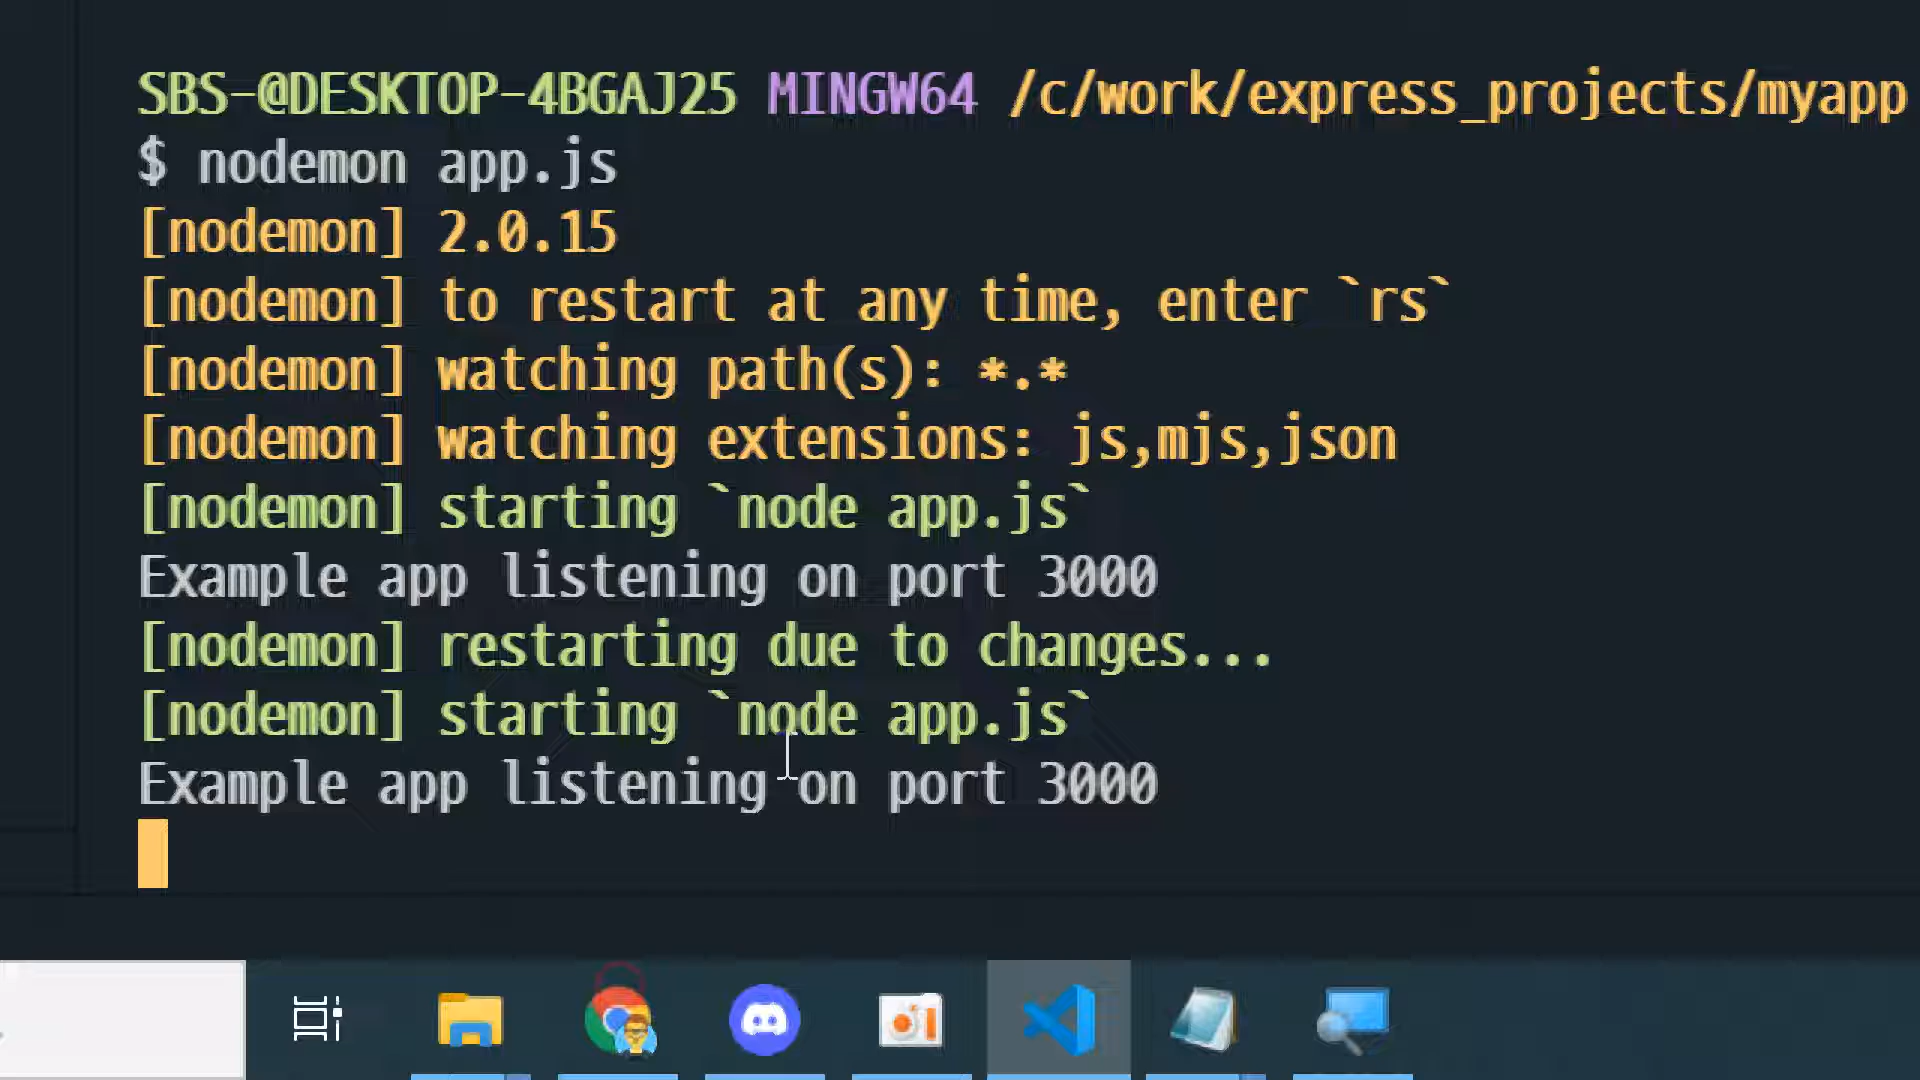 SBS-@DESKTOP-4BGAJ25 MINGW64 /c/work/express_projects/myapp
$ nodemon app.js
[nodemon] 2.0.15
[nodemon] to restart at any time, enter `rs`
[nodemon] watching path(s): *.*
[nodemon] watching extensions: js,mjs,json
[nodemon] starting `node app.js`
Example app listening on port 3000
[nodemon] restarting due to changes...
[nodemon] starting `node app.js`
Example app listening on port 3000